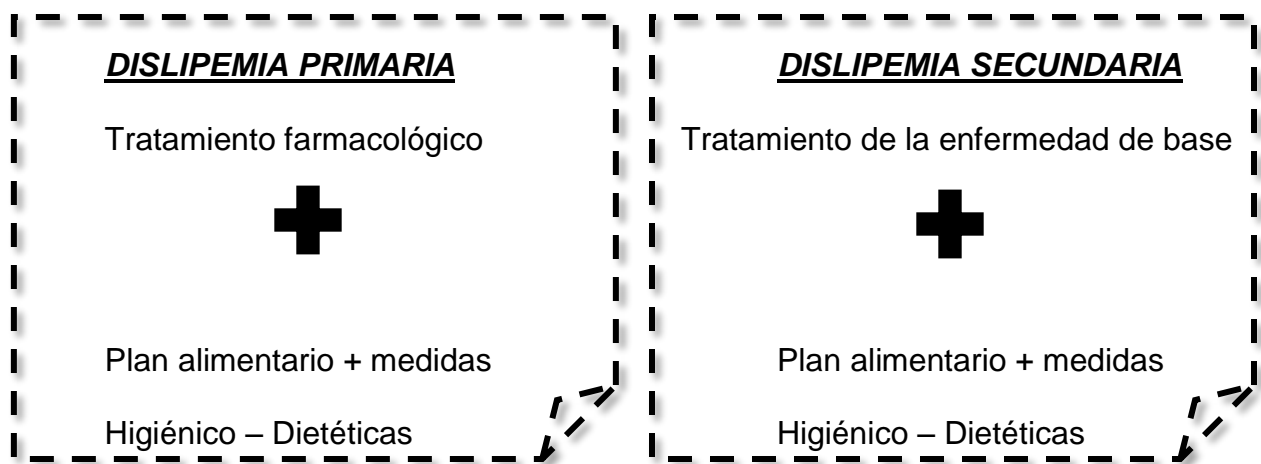 DISLIPEMIA PRIMARIA
Tratamiento farmacológico
Plan alimentario + medidas
Higiénico – Dietéticas
DISLIPEMIA SECUNDARIA
Tratamiento de la enfermedad de base
Plan alimentario + medidas
Higiénico – Dietéticas